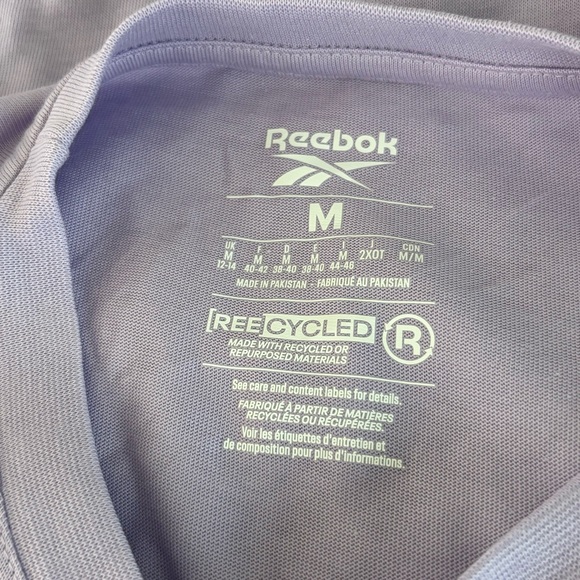 Reebok
M
UK F D E I J CDN
M M M M M 2XOT M/M
12-14 40-42 38-40 38-40 44-46
MADE IN PAKISTAN - FABRIQUÉ AU PAKISTAN
[REE]CYCLED R
MADE WITH RECYCLED OR
REPURPOSED MATERIALS
See care and content labels for details.
FABRIQUÉ À PARTIR DE MATIÈRES
RECYCLÉES OU RÉCUPÉRÉES.
Voir les étiquettes d'entretien et
de composition pour plus d'informations.